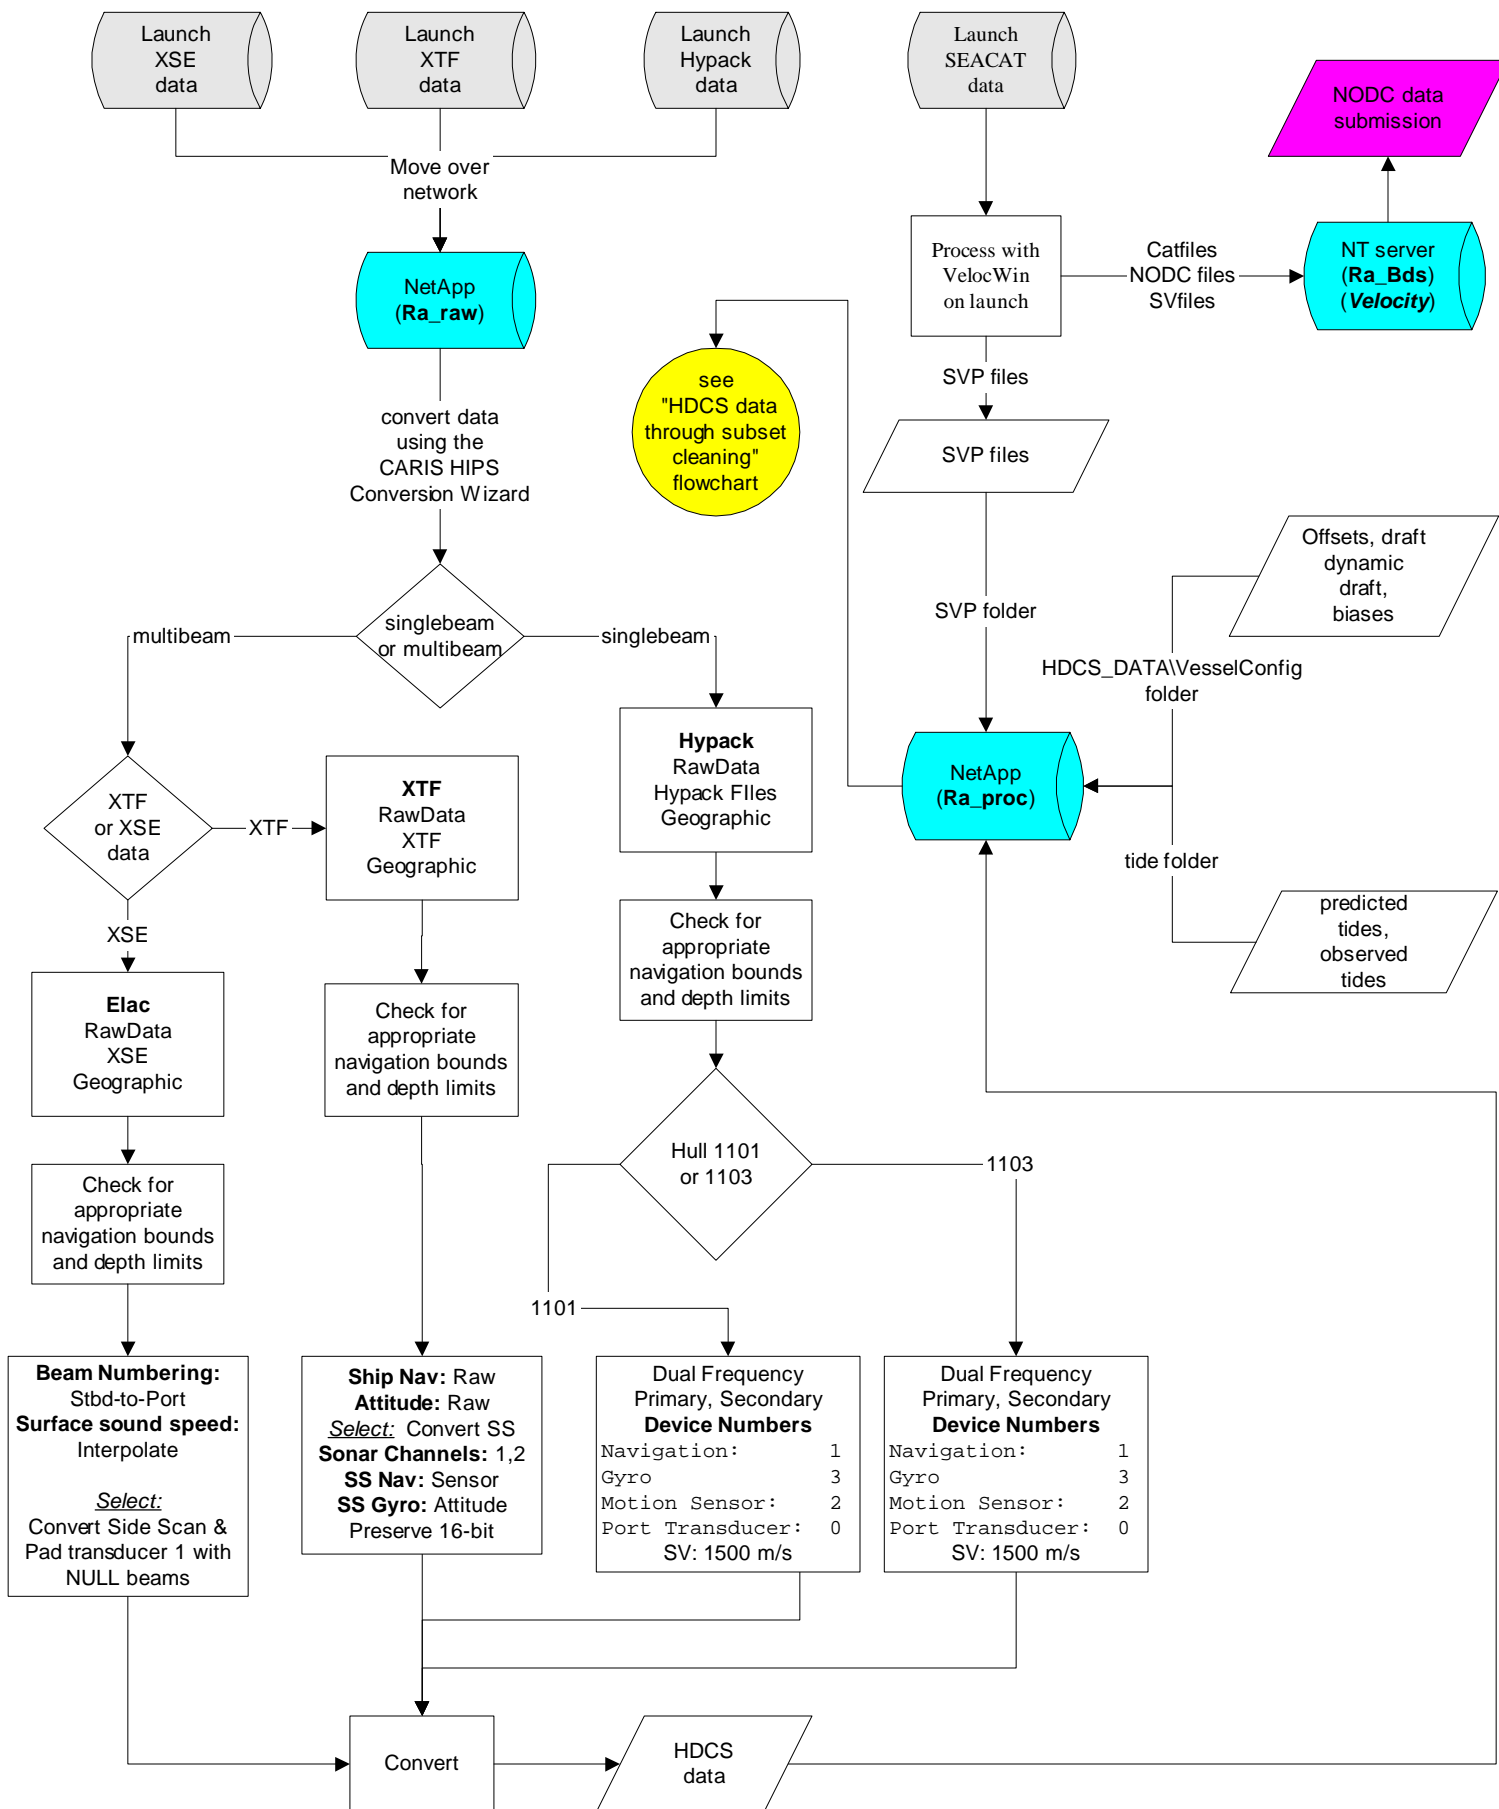 Launch
XSE
data
Launch
XTF
data
Launch
Hypack
data
Launch
SEACAT
data
NODC data
submission
Move over
network
Process with
VelocWin
on launch
Catfiles
NODC files
SVfiles
NT server
(Ra_Bds)
(Velocity)
NetApp
(Ra_raw)
SVP files
see
"HDCS data
through subset
cleaning"
flowchart
SVP files
convert data
using the
CARIS HIPS
Conversion Wizard
Offsets, draft
dynamic
draft,
biases
singlebeam
or multibeam
multibeam
singlebeam
SVP folder
HDCS_DATA\VesselConfig
folder
Hypack
RawData
Hypack FIles
Geographic
NetApp
(Ra_proc)
XTF
or XSE
data
XTF
XTF
RawData
XTF
Geographic
tide folder
predicted
tides,
observed
tides
XSE
Check for
appropriate
navigation bounds
and depth limits
Elac
RawData
XSE
Geographic
Check for
appropriate
navigation bounds
and depth limits
Hull 1101
or 1103
1103
Check for
appropriate
navigation bounds
and depth limits
1101
Beam Numbering:
Stbd-to-Port
Surface sound speed:
Interpolate
Select:
Convert Side Scan &
Pad transducer 1 with
NULL beams
Ship Nav: Raw
Attitude: Raw
Select: Convert SS
Sonar Channels: 1,2
SS Nav: Sensor
SS Gyro: Attitude
Preserve 16-bit
Dual Frequency
Primary, Secondary
Device Numbers
Navigation: 1
Gyro 3
Motion Sensor: 2
Port Transducer: 0
SV: 1500 m/s
Dual Frequency
Primary, Secondary
Device Numbers
Navigation: 1
Gyro 3
Motion Sensor: 2
Port Transducer: 0
SV: 1500 m/s
Convert
HDCS
data